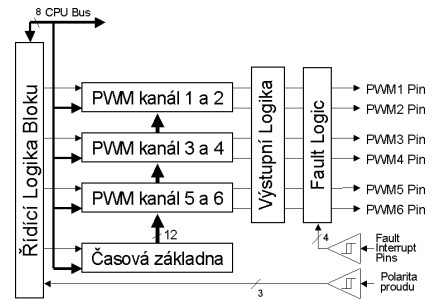 8 CPU Bus
Řídící Logika Bloku
PWM kanál 1 a 2
PWM kanál 3 a 4
PWM kanál 5 a 6
12
Časová základna
Výstupní Logika
Fault Logic
PWM1 Pin
PWM2 Pin
PWM3 Pin
PWM4 Pin
PWM5 Pin
PWM6 Pin
4
Fault
Interrupt
Pins
3
Polarita
proudu